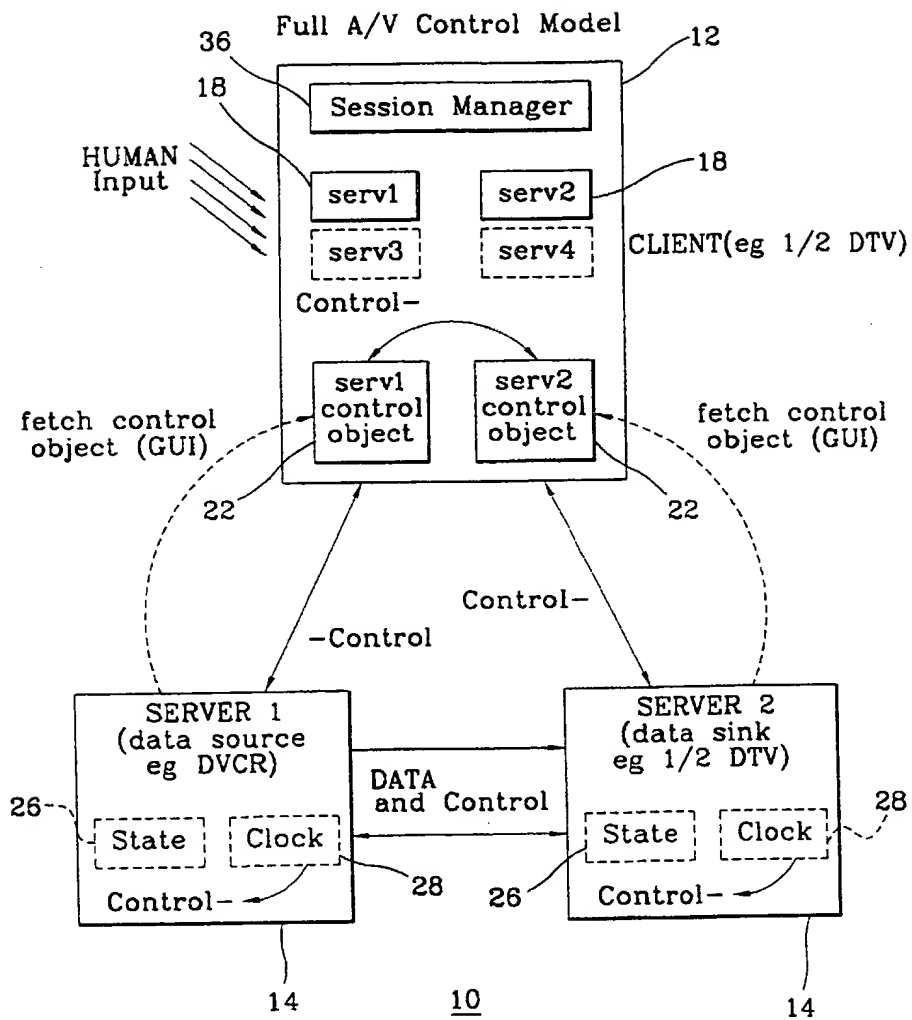 Full A/V Control Model
36
12
18
Session Manager
HUMAN
Input
serv1
serv2
18
serv3
serv4
CLIENT(eg 1/2 DTV)
Control-
fetch control
object (GUI)
serv1
control
object
serv2
control
object
fetch control
object (GUI)
22
22
Control-
-Control
SERVER 1
(data source
eg DVCR)
SERVER 2
(data sink
eg 1/2 DTV)
DATA
and Control
26
State
Clock
28
State
Clock
28
26
Control-
Control-
14
10
14